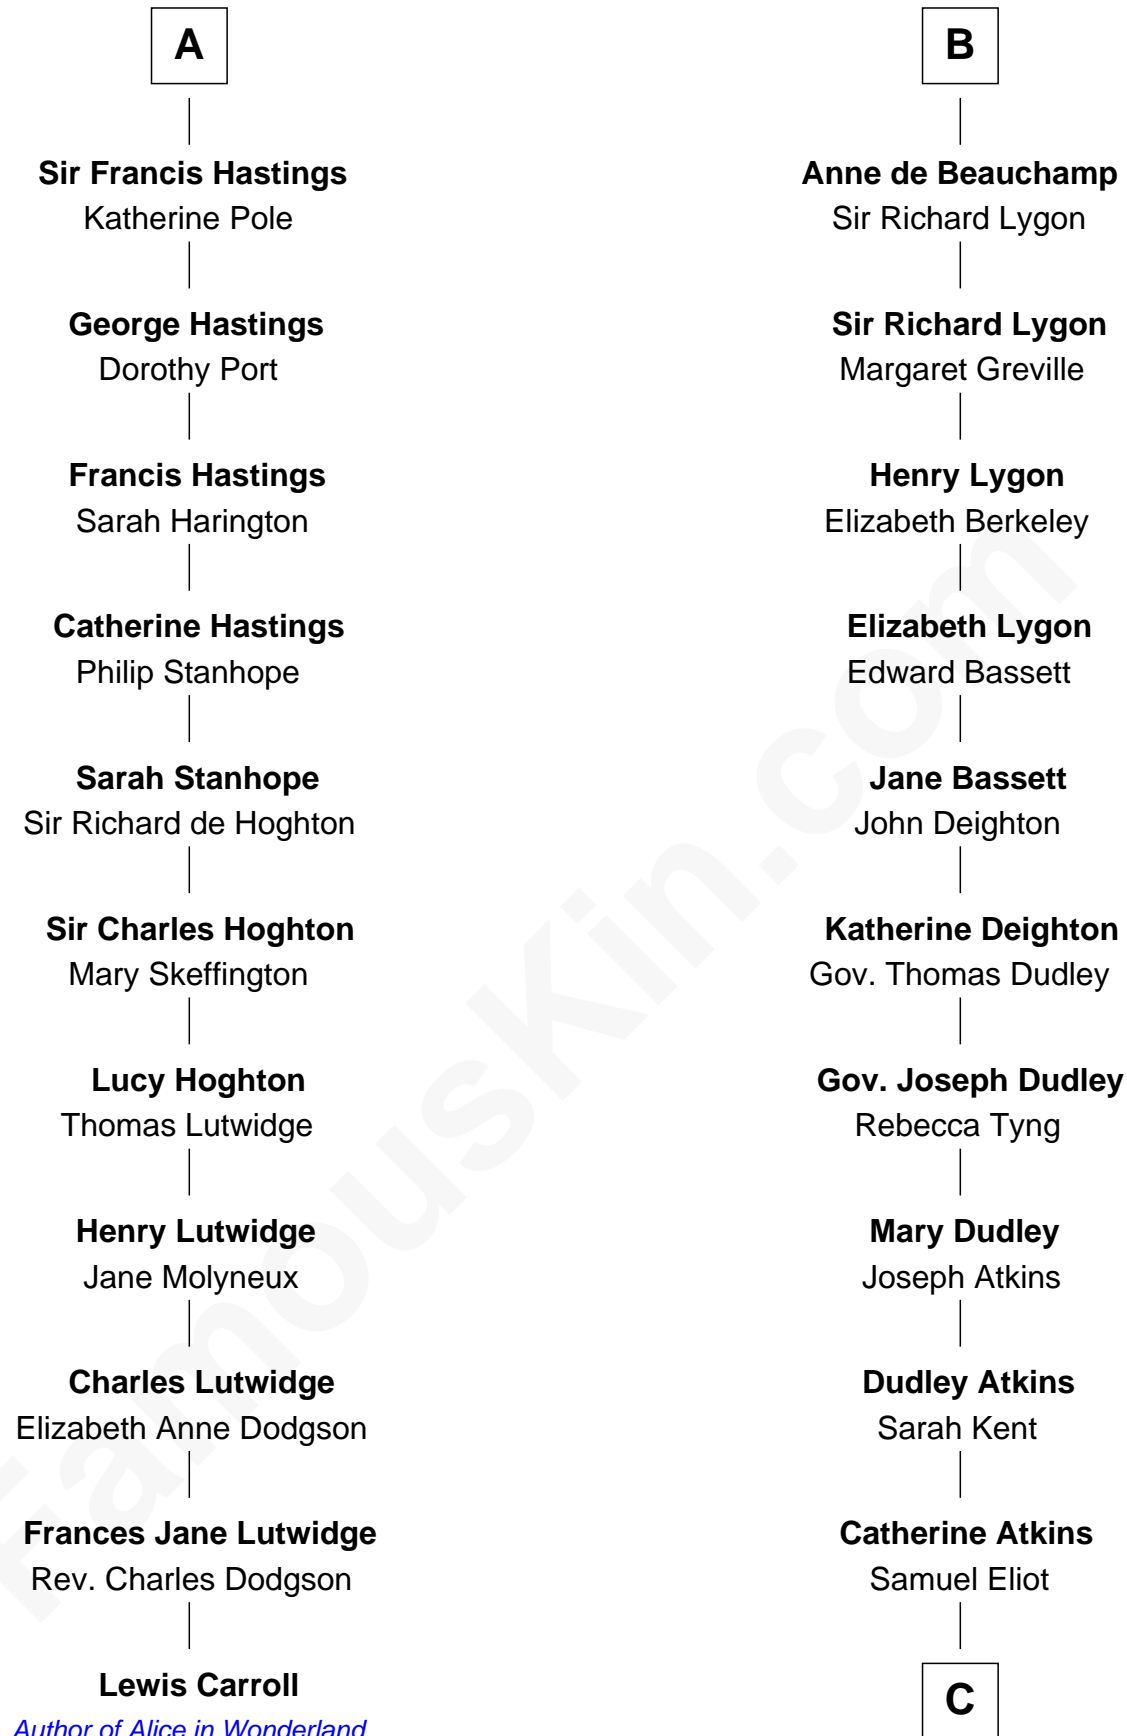 A
Sir Francis Hastings
Katherine Pole
George Hastings
Dorothy Port
Francis Hastings
Sarah Harington
Catherine Hastings
Philip Stanhope
Sarah Stanhope
Sir Richard de Hoghton
Sir Charles Hoghton
Mary Skeffington
Lucy Hoghton
Thomas Lutwidge
Henry Lutwidge
Jane Molyneux
Charles Lutwidge
Elizabeth Anne Dodgson
Frances Jane Lutwidge
Rev. Charles Dodgson
Lewis Carroll
Author of Alice in Wonderland
B
Anne de Beauchamp
Sir Richard Lygon
Sir Richard Lygon
Margaret Greville
Henry Lygon
Elizabeth Berkeley
Elizabeth Lygon
Edward Bassett
Jane Bassett
John Deighton
Katherine Deighton
Gov. Thomas Dudley
Gov. Joseph Dudley
Rebecca Tyng
Mary Dudley
Joseph Atkins
Dudley Atkins
Sarah Kent
Catherine Atkins
Samuel Eliot
C
FamousKin.com